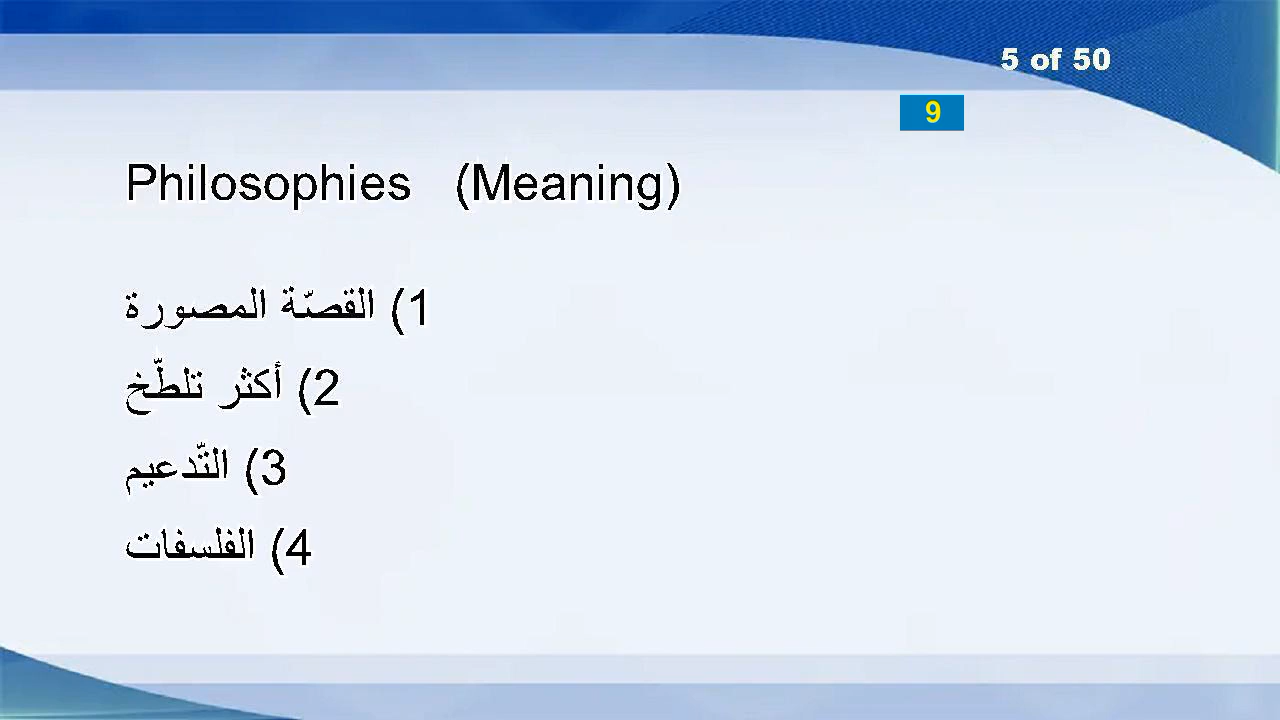 5 of 50
9
Philosophies (Meaning)
1) القصّة المصورة
2) أكثر تلطّخ
3) التّدعيم
4) الفلسفات